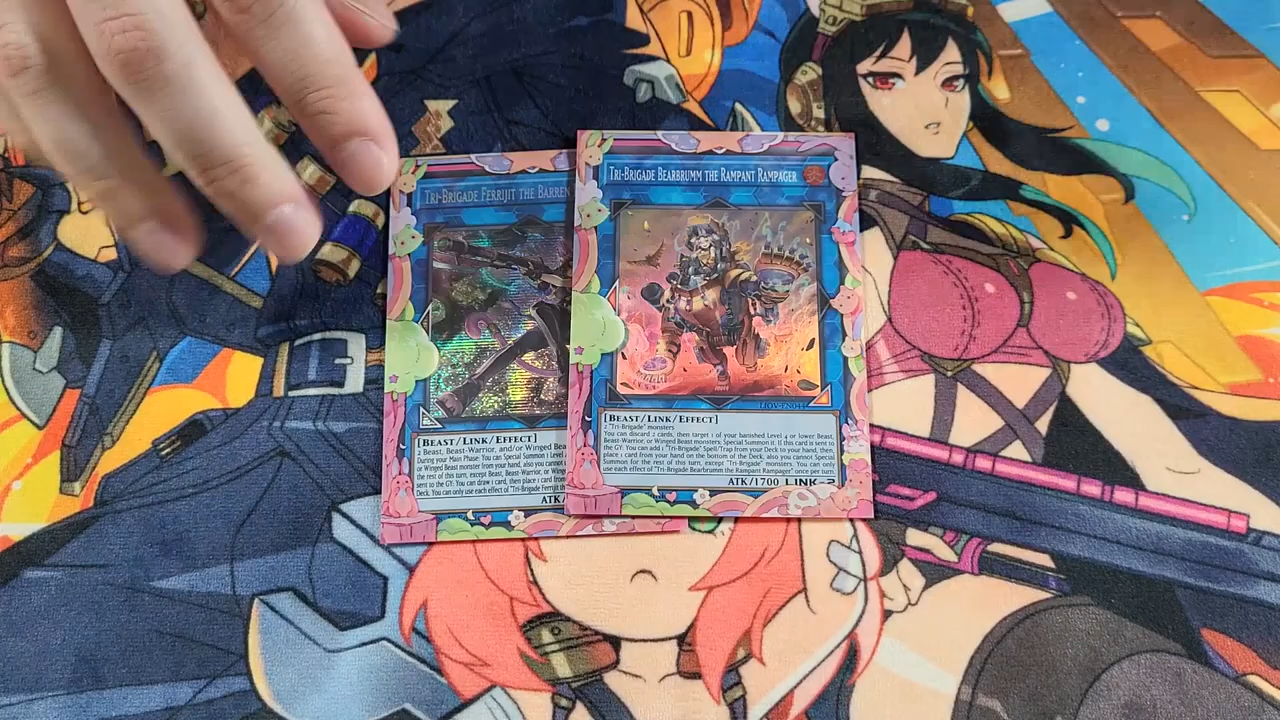 TRI-BRIGADE FERRIJIT THE BARREN
[BEAST/LINK/EFFECT]
2 Beast, Beast-Warrior, and/or Winged Bea
During your Main Phase: You can Special Summon 1 Level
or Winged Beast monster from your hand, also you cannot
the rest of this turn, except Beast, Beast-Warrior, or Wing
sent to the GY: You can draw 1 card, then place 1 card from
Deck. You can only use each effect of "Tri-Brigade Ferrijit th
ATK/
TRI-BRIGADE BEARBRUMM THE RAMPANT RAMPAGER
LIOV-EN044
[BEAST/LINK/EFFECT]
2 "Tri-Brigade" monsters
You can discard 2 cards, then target 1 of your banished Level 4 or lower Beast,
Beast-Warrior, or Winged Beast monsters; Special Summon it. If this card is sent to
the GY: You can add 1 "Tri-Brigade" Spell/Trap from your Deck to your hand, then
place 1 card from your hand on the bottom of the Deck, also you cannot Special
Summon for the rest of this turn, except "Tri-Brigade" monsters. You can only
use each effect of "Tri-Brigade Bearbrumm the Rampant Rampager" once per turn.
ATK/1700 LINK-2